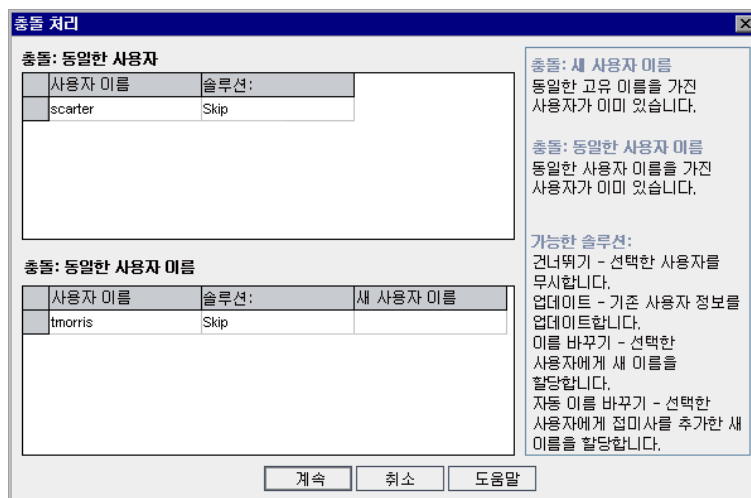 충돌 처리
충돌: 동일한 사용자
사용자 이름 솔루션:
scarter Skip
충돌: 동일한 사용자 이름
사용자 이름 솔루션: 새 사용자 이름
tmorris Skip
충돌: 새 사용자 이름
동일한 고유 이름을 가진
사용자가 이미 있습니다.
충돌: 동일한 사용자 이름
동일한 사용자 이름을 가진
사용자가 이미 있습니다.
가능한 솔루션:
건너뛰기 - 선택한 사용자를
무시합니다.
업데이트 - 기존 사용자 정보를
업데이트합니다.
이름 바꾸기 - 선택한
사용자에게 새 이름을
할당합니다.
자동 이름 바꾸기 - 선택한
사용자에게 접미사를 추가한 새
이름을 할당합니다.
계속 취소 도움말